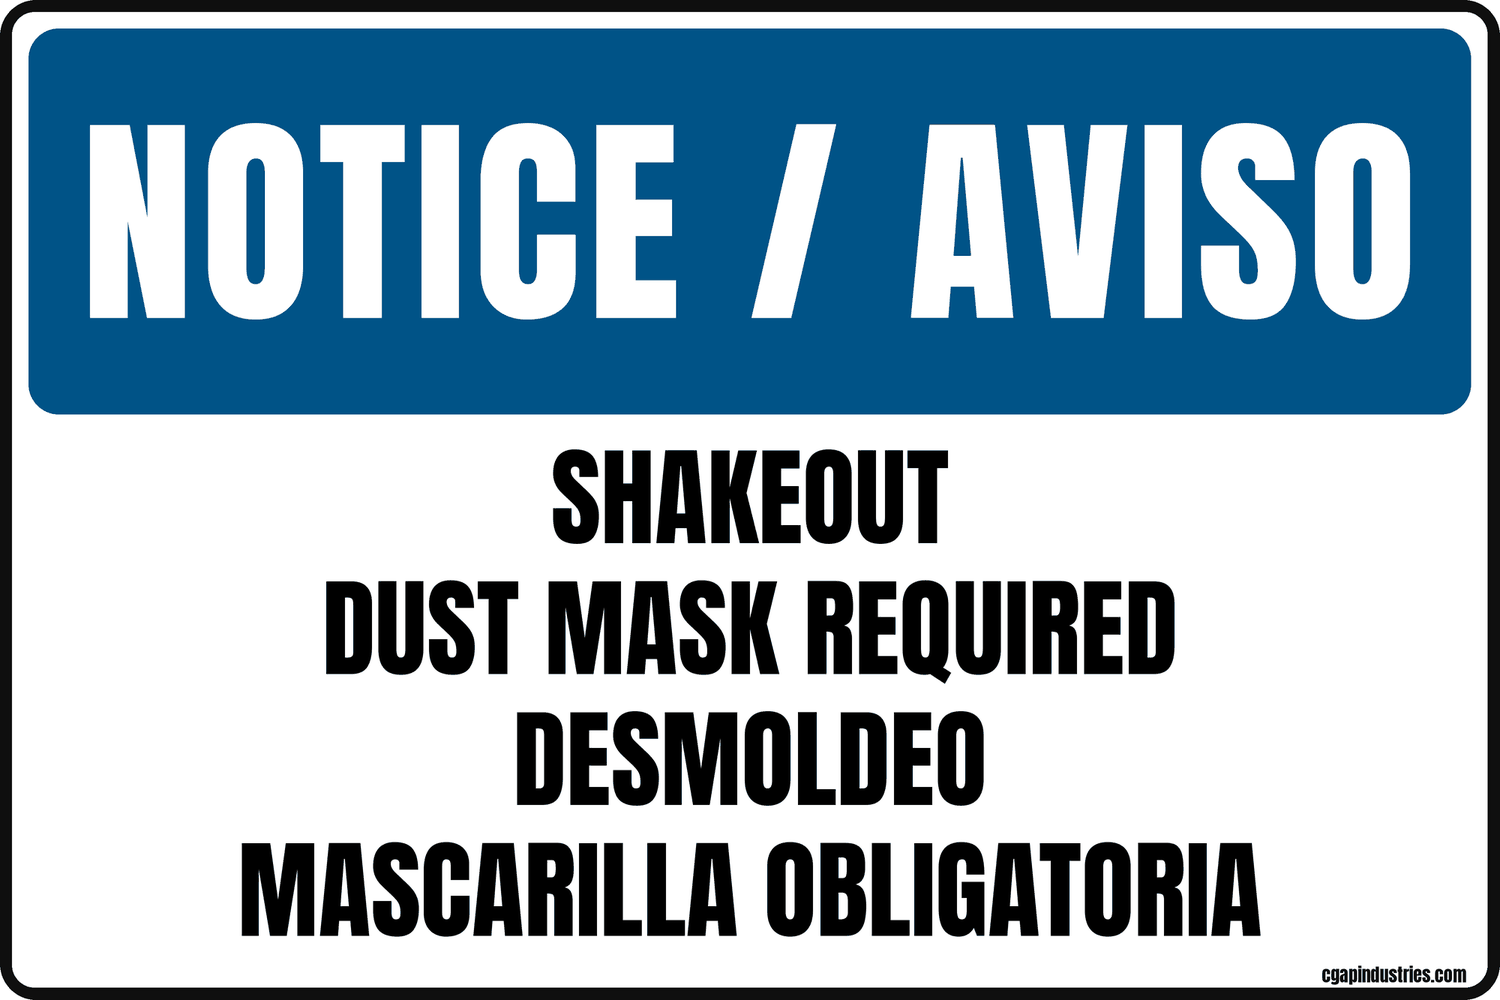 NOTICE / AVISO
SHAKEOUT
DUST MASK REQUIRED
DESMOLDEO
MASCARILLA OBLIGATORIA
cgapindustries.com